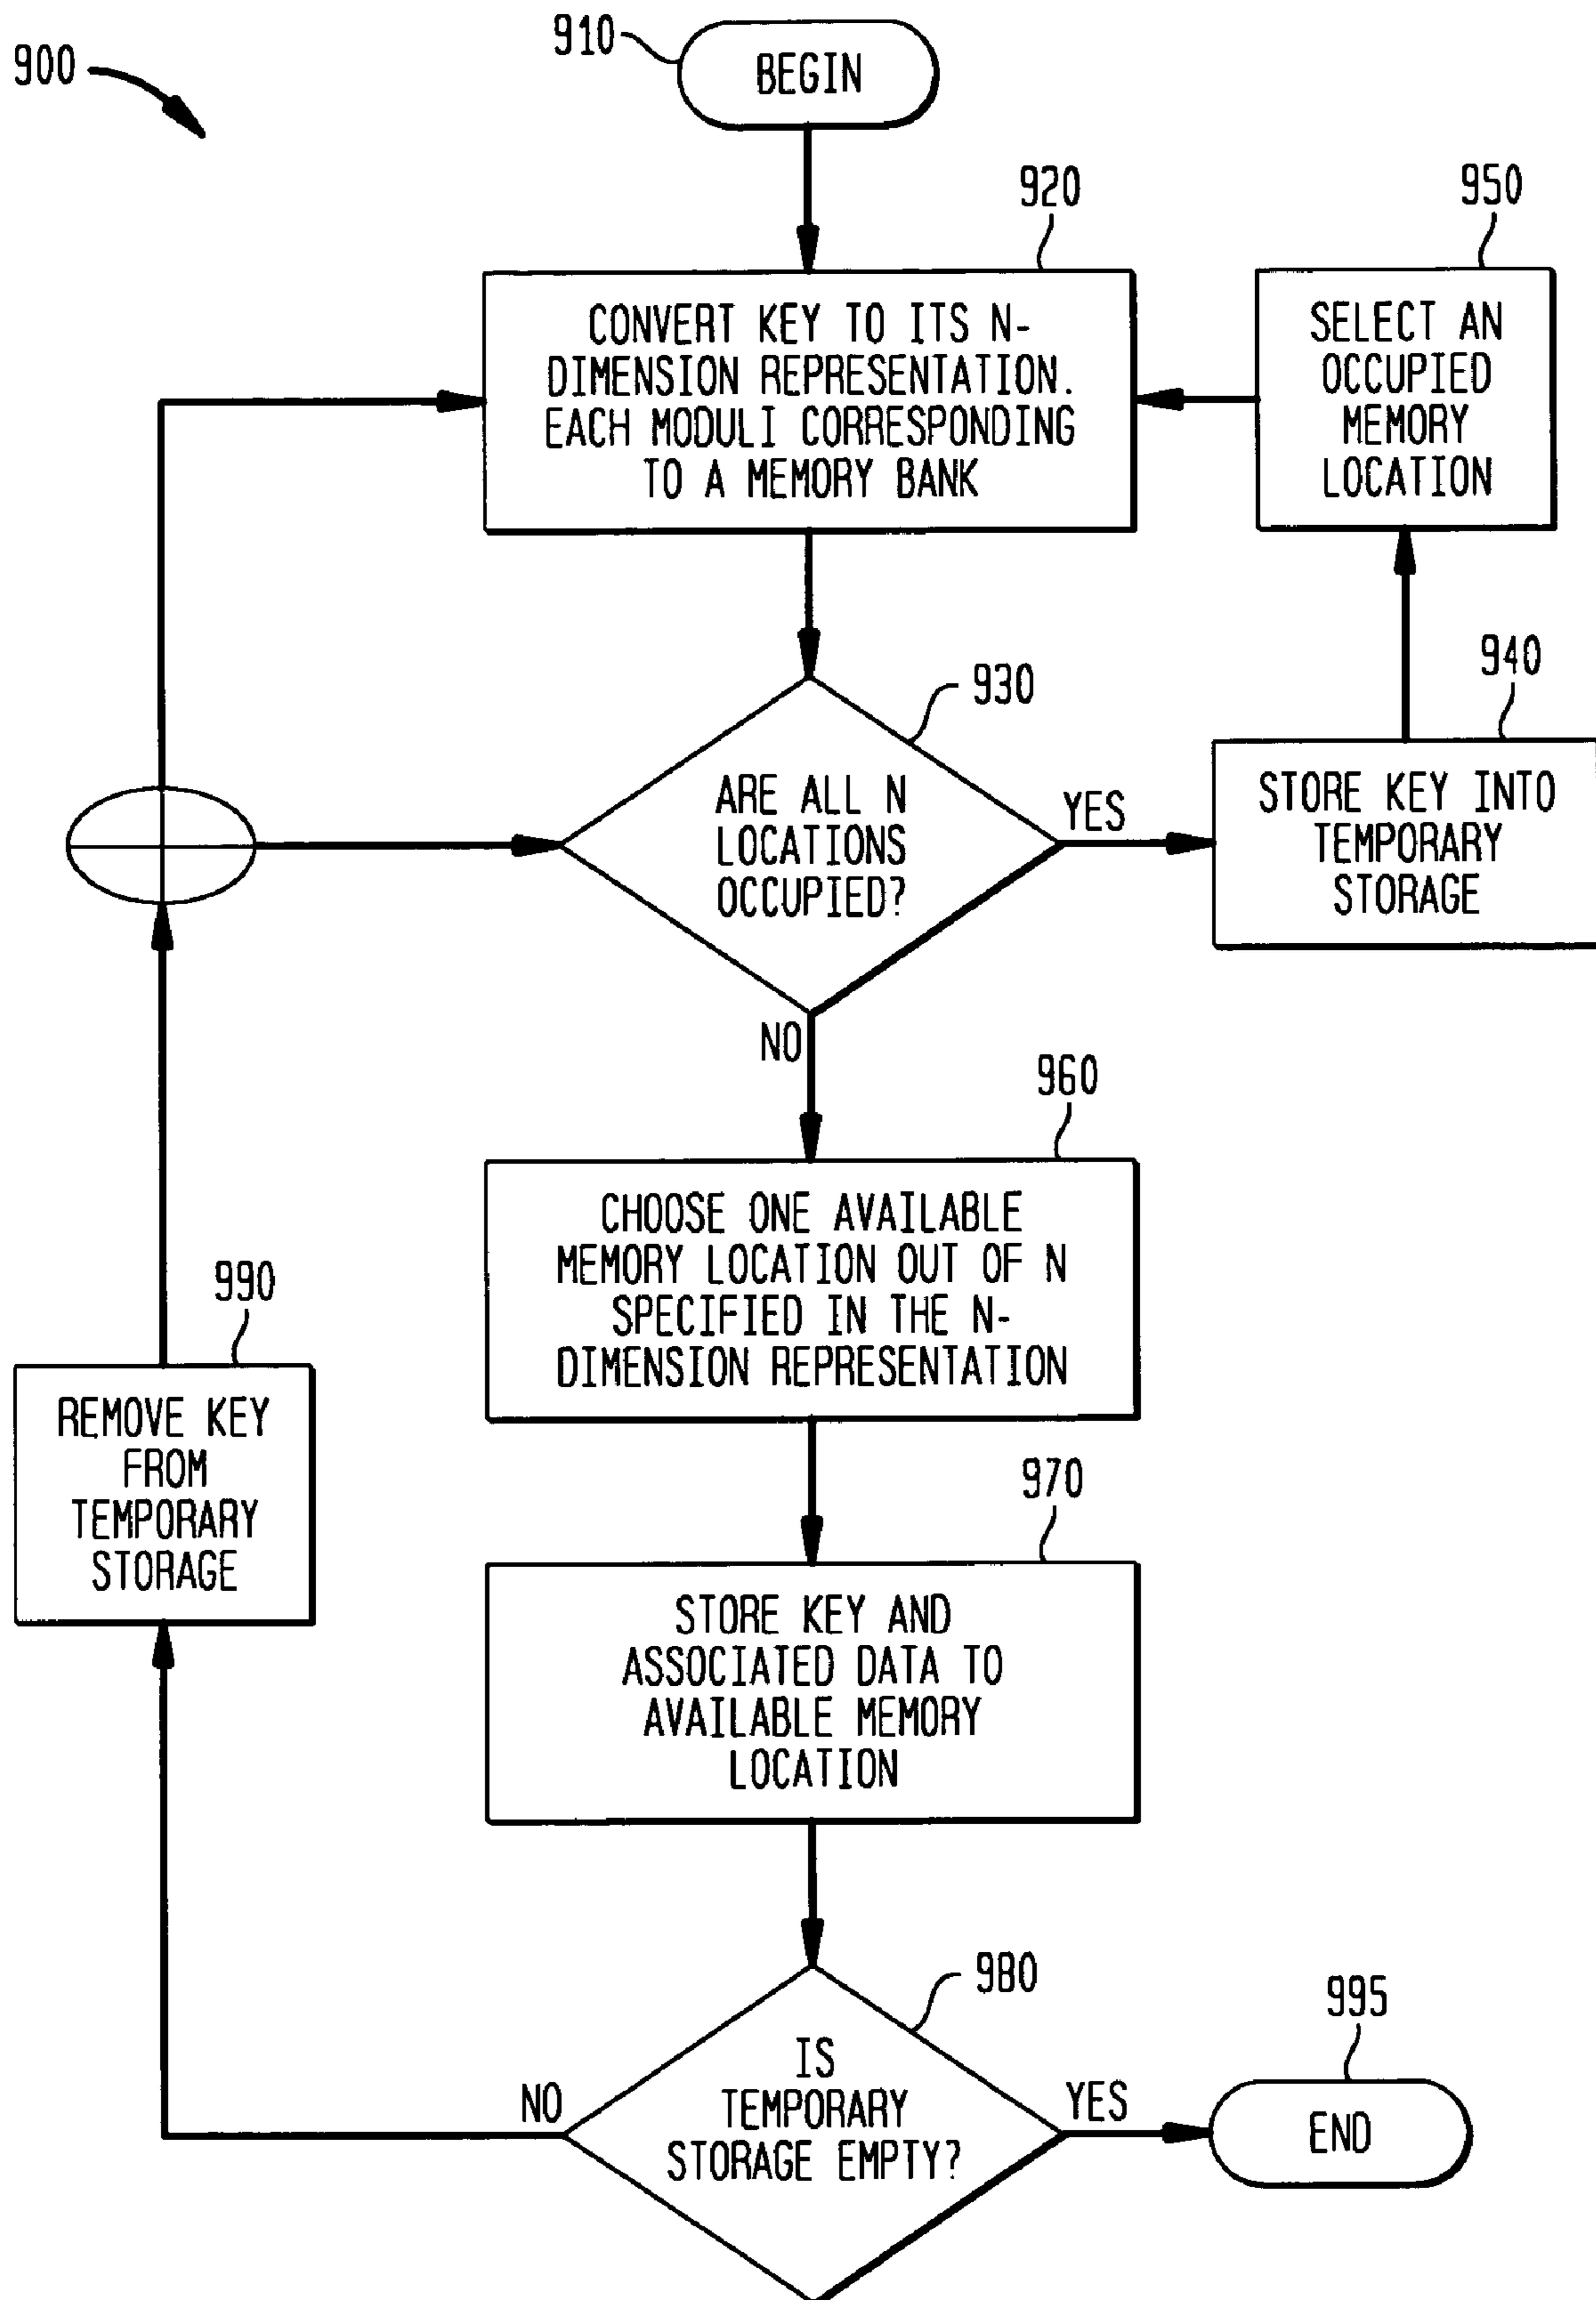 910
900
BEGIN
920
950
CONVERT KEY TO ITS N-
DIMENSION REPRESENTATION.
EACH MODULI CORRESPONDING
TO A MEMORY BANK
SELECT AN
OCCUPIED
MEMORY
LOCATION
930
940
ARE ALL N
LOCATIONS
OCCUPIED?
YES
STORE KEY INTO
TEMPORARY
STORAGE
NO
960
CHOOSE ONE AVAILABLE
MEMORY LOCATION OUT OF N
SPECIFIED IN THE N-
DIMENSION REPRESENTATION
990
REMOVE KEY
FROM
TEMPORARY
STORAGE
970
STORE KEY AND
ASSOCIATED DATA TO
AVAILABLE MEMORY
LOCATION
980
995
IS
TEMPORARY
STORAGE EMPTY?
NO
YES
END